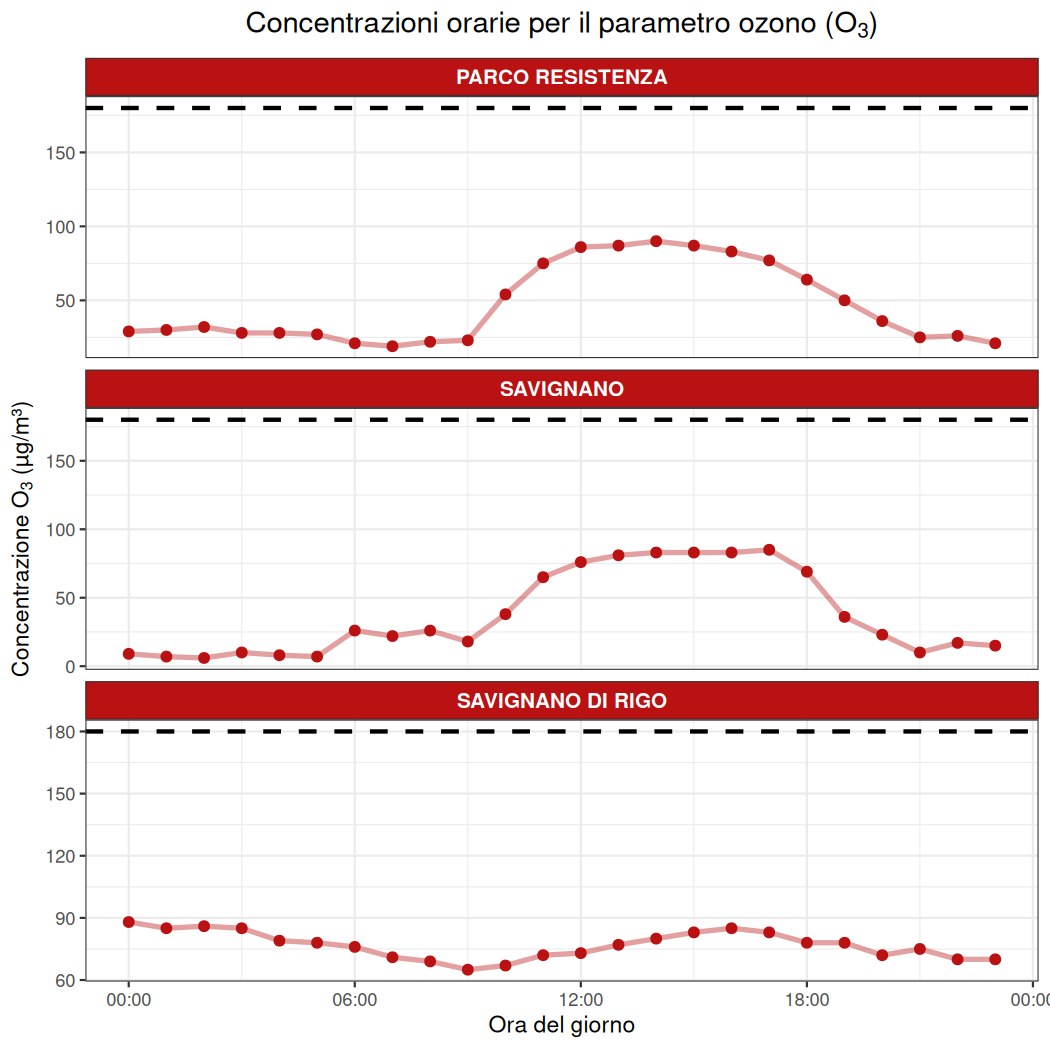 Concentrazioni orarie per il parametro ozono (O₃)
PARCO RESISTENZA
150
100
50
SAVIGNANO
150
100
50
0
Concentrazione O₃ (µg/m³)
SAVIGNANO DI RIGO
180
150
120
90
60
00:00 06:00 12:00 18:00 00:0
Ora del giorno